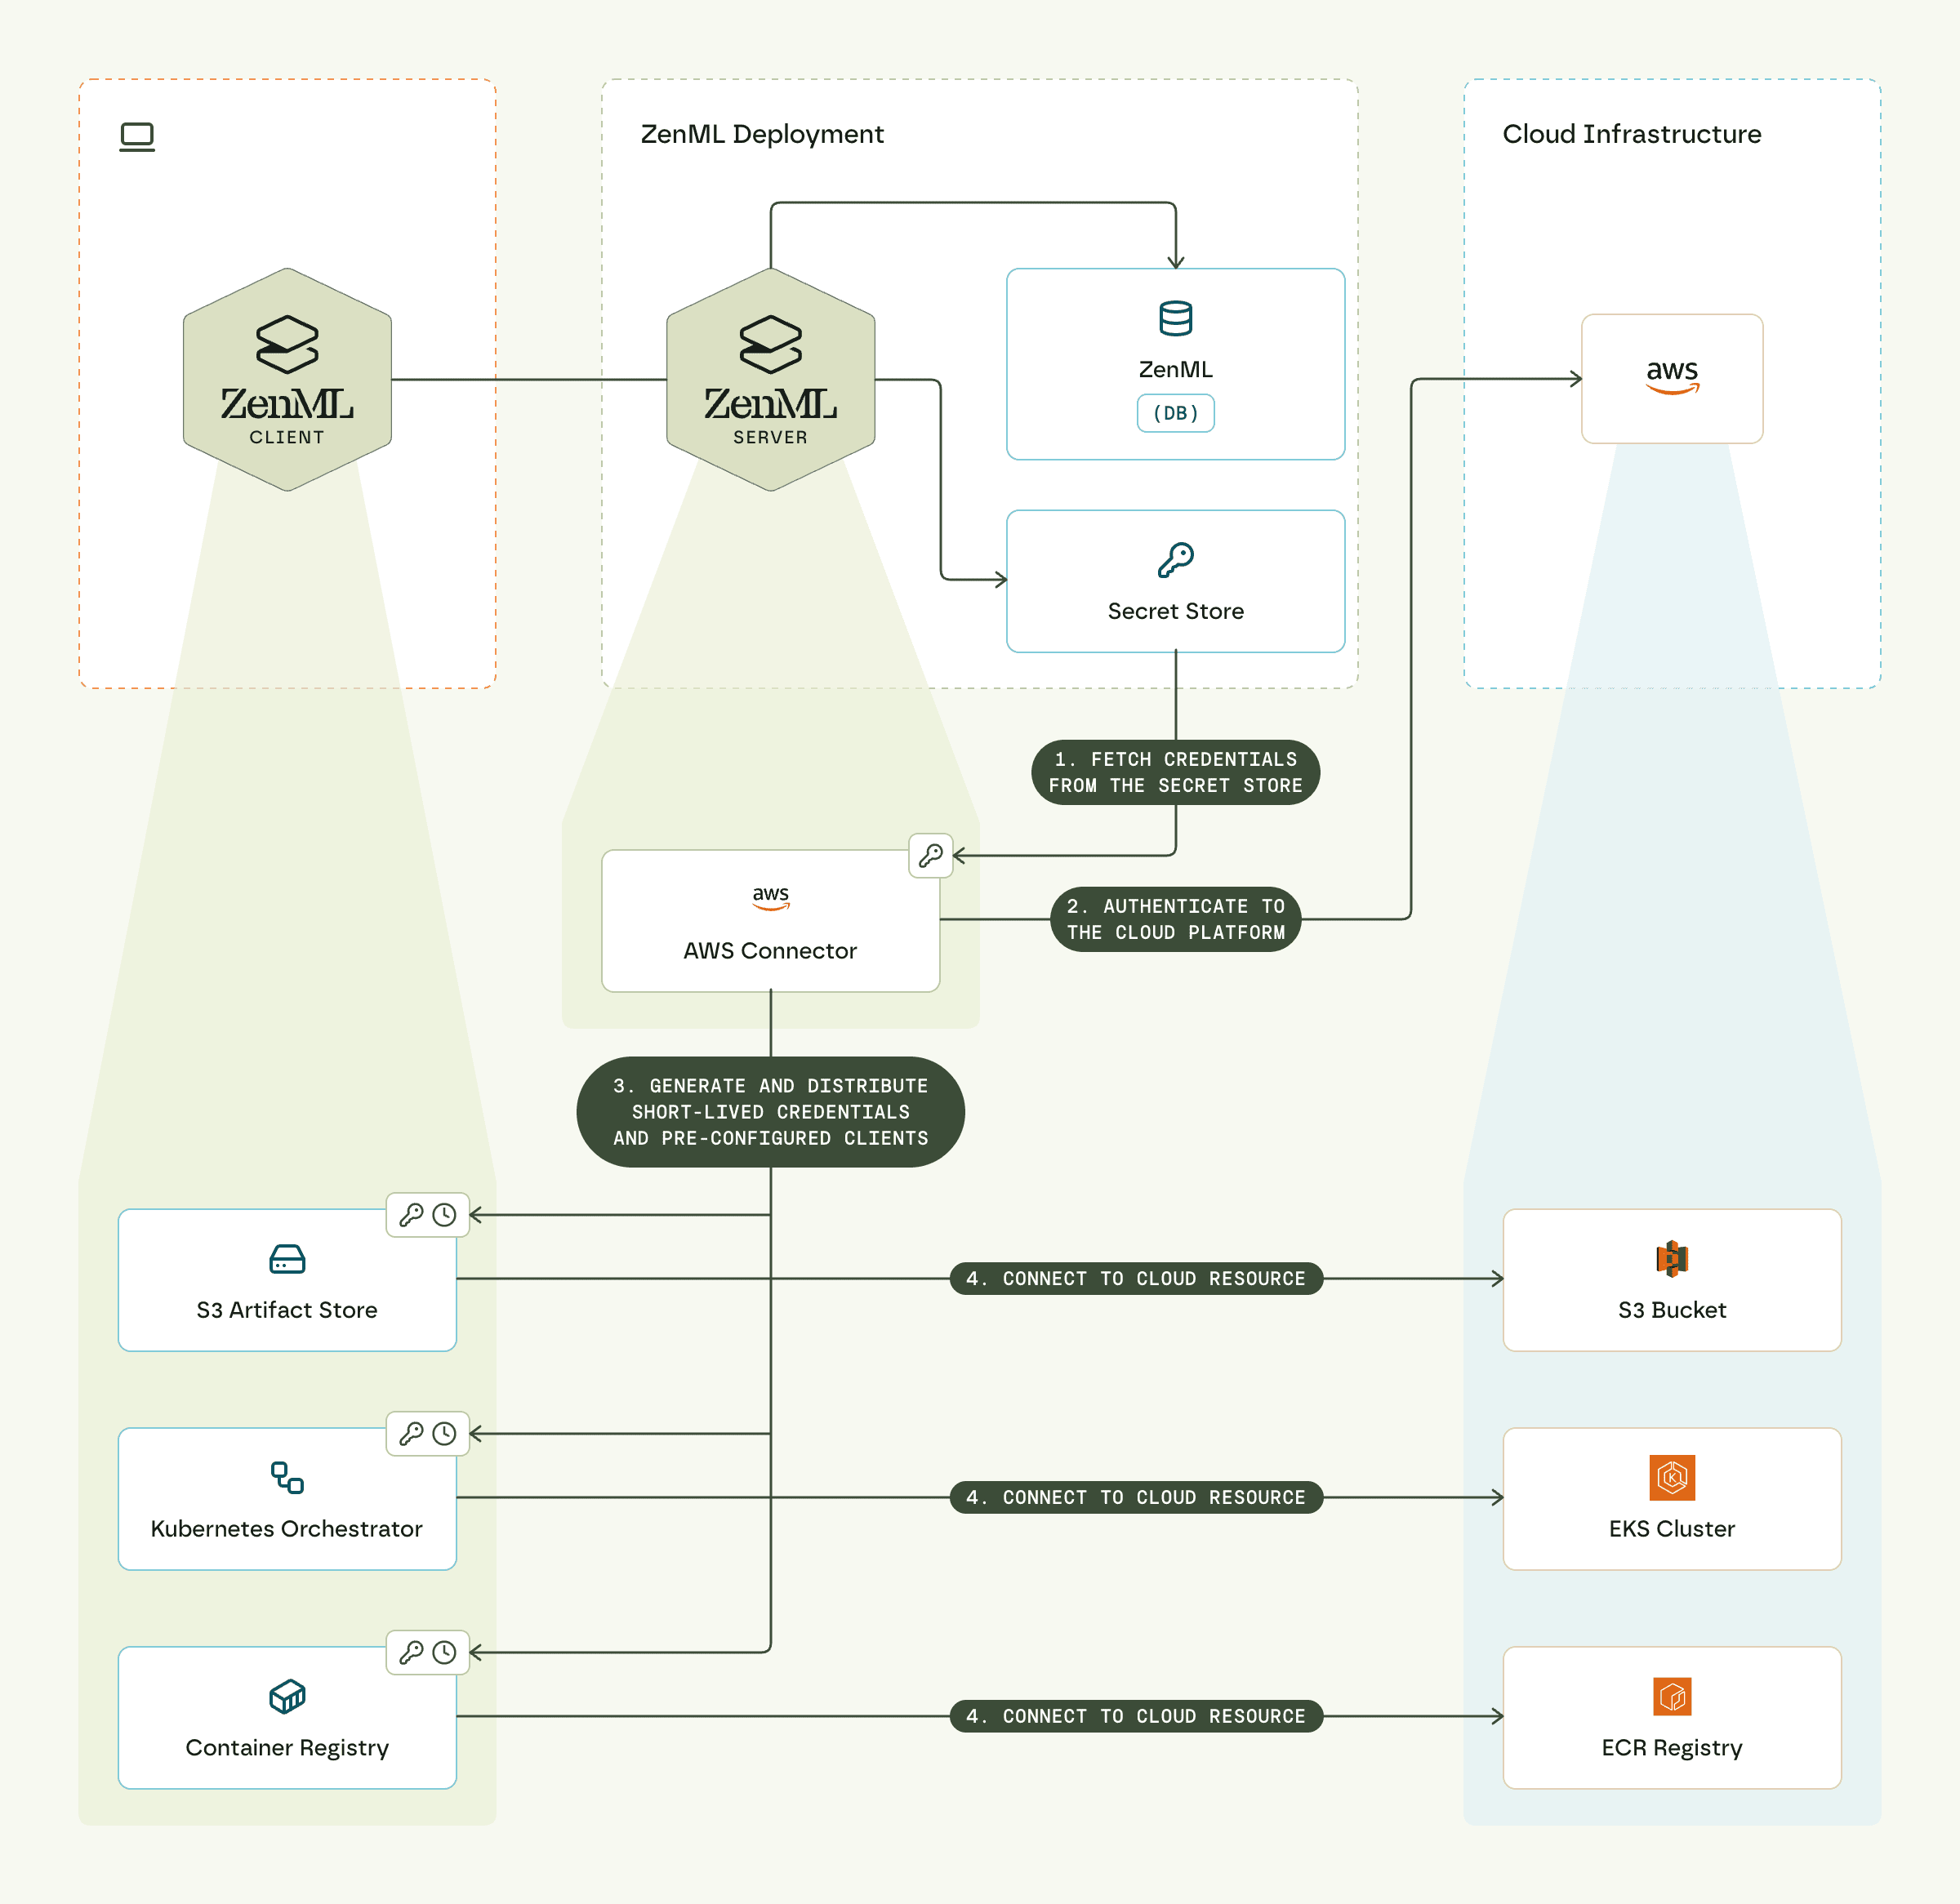 ZenML Deployment
Cloud Infrastructure
ZenML
CLIENT
ZenML
SERVER
ZenML
(DB)
aws
Secret Store
1. FETCH CREDENTIALS
FROM THE SECRET STORE
aws
AWS Connector
2. AUTHENTICATE TO
THE CLOUD PLATFORM
3. GENERATE AND DISTRIBUTE
SHORT-LIVED CREDENTIALS
AND PRE-CONFIGURED CLIENTS
S3 Artifact Store
4. CONNECT TO CLOUD RESOURCE
S3 Bucket
Kubernetes Orchestrator
4. CONNECT TO CLOUD RESOURCE
K
EKS Cluster
Container Registry
4. CONNECT TO CLOUD RESOURCE
ECR Registry